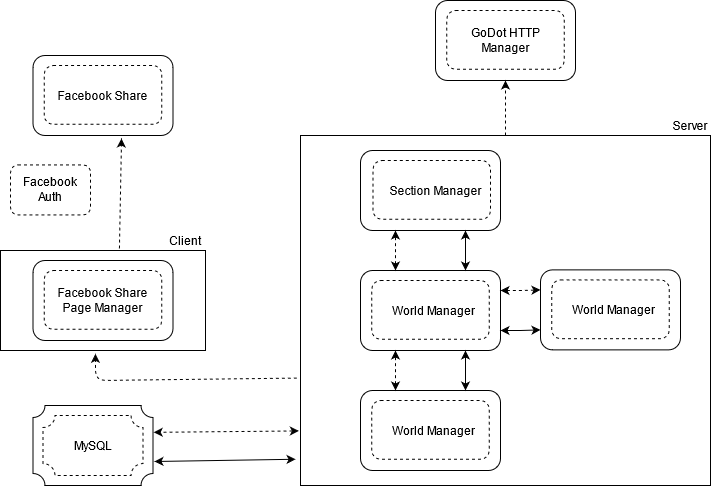 GoDot HTTP
Manager
Facebook Share
Server
Facebook
Auth
Section Manager
Client
Facebook Share
Page Manager
World Manager
World Manager
World Manager
MySQL